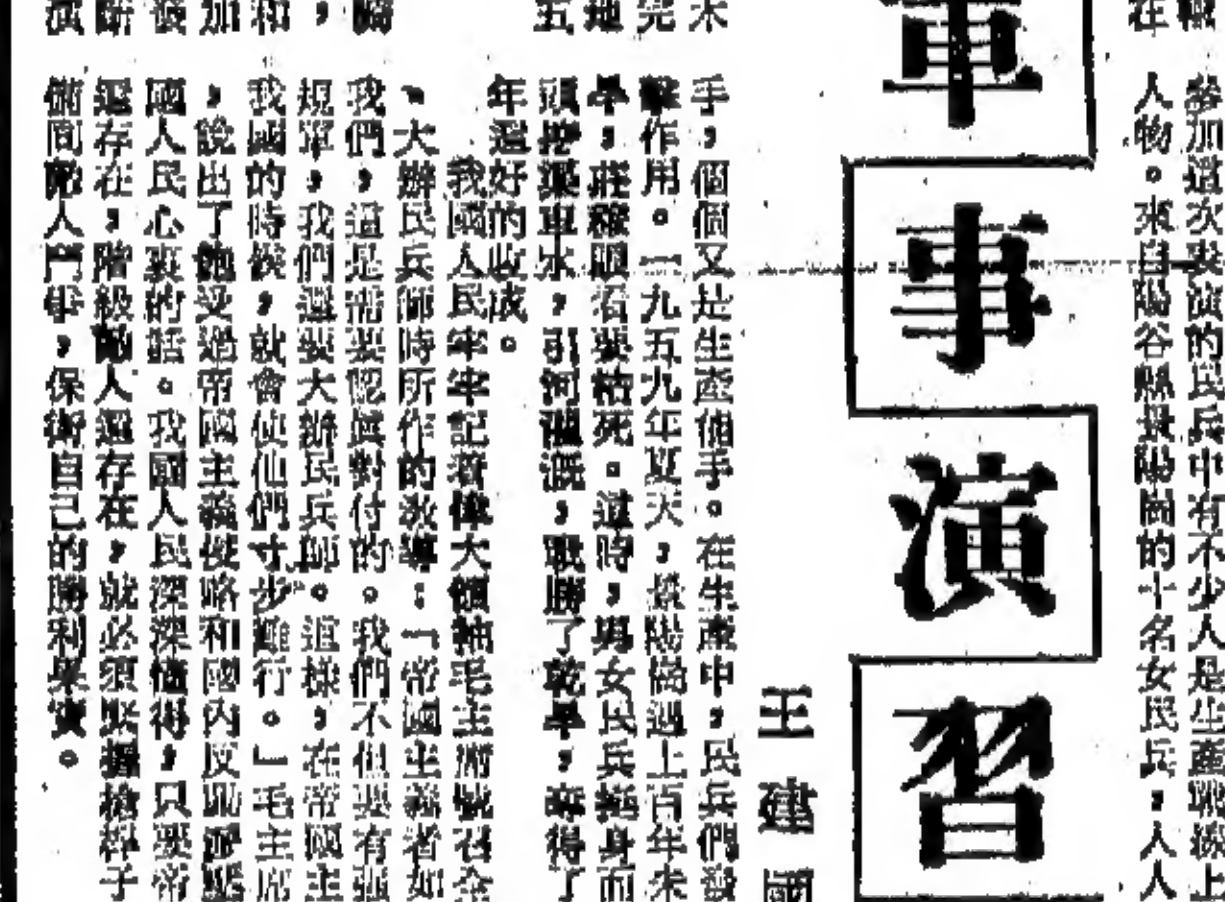 參加這次表演的民兵中有不少人是生產戰線上
人物。來自陽谷縣景陽崗的十名女民兵,人人
軍事演習
王建國
手,個個又是生產能手。在生產中,民兵們發
作用。一九五九年夏天,景陽崗遇上百年未
旱,莊稼眼看要枯死。這時,男女民兵挺身而
車水,引河灌溉,戰勝了乾旱,奪得了
年還好的收成。
我國人民牢牢記着偉大領袖毛主席號召全
大辦民兵師時所作的教導:「帝國主義者如
我們,這是需要認真對付的。我們不但要有強
規軍,我們還要大辦民兵師。這樣,在帝國主
我國的時候,就會使他們寸步難行。」毛主席
,說出了飽受過帝國主義侵略和國內反動派壓
國人民心裏的話。我國人民深深懂得,只要帝
還存在,階級敵人還存在,就必須緊握槍桿子
敵人鬥爭,保衛自己的勝利果實。